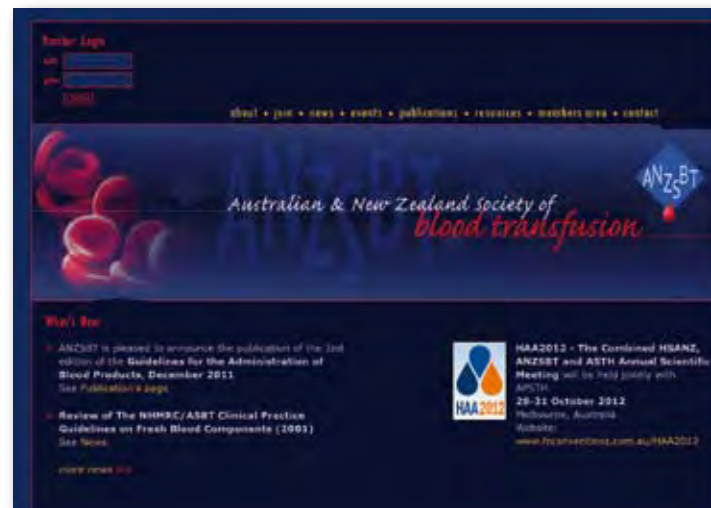 Member Login
about • join • news • events • publications • resources • members area • contact
ANZSBT
ANZSBT
Australian & New Zealand Society of
blood transfusion
What's New
ANZSBT is pleased to announce the publication of the 2nd
edition of the Guidelines for the Administration of
Blood Products, December 2011
See Publication's page
Review of The NHMRC/ASBT Clinical Practice
Guidelines on Fresh Blood Components (2001)
See News
more news
HAA2012
HAA2012 - The Combined HSANZ,
ANZSBT and ASTH Annual Scientific
Meeting will be held jointly with
APSTH
28-31 October 2012
Melbourne, Australia
Website:
www.fcconventions.com.au/HAA2012